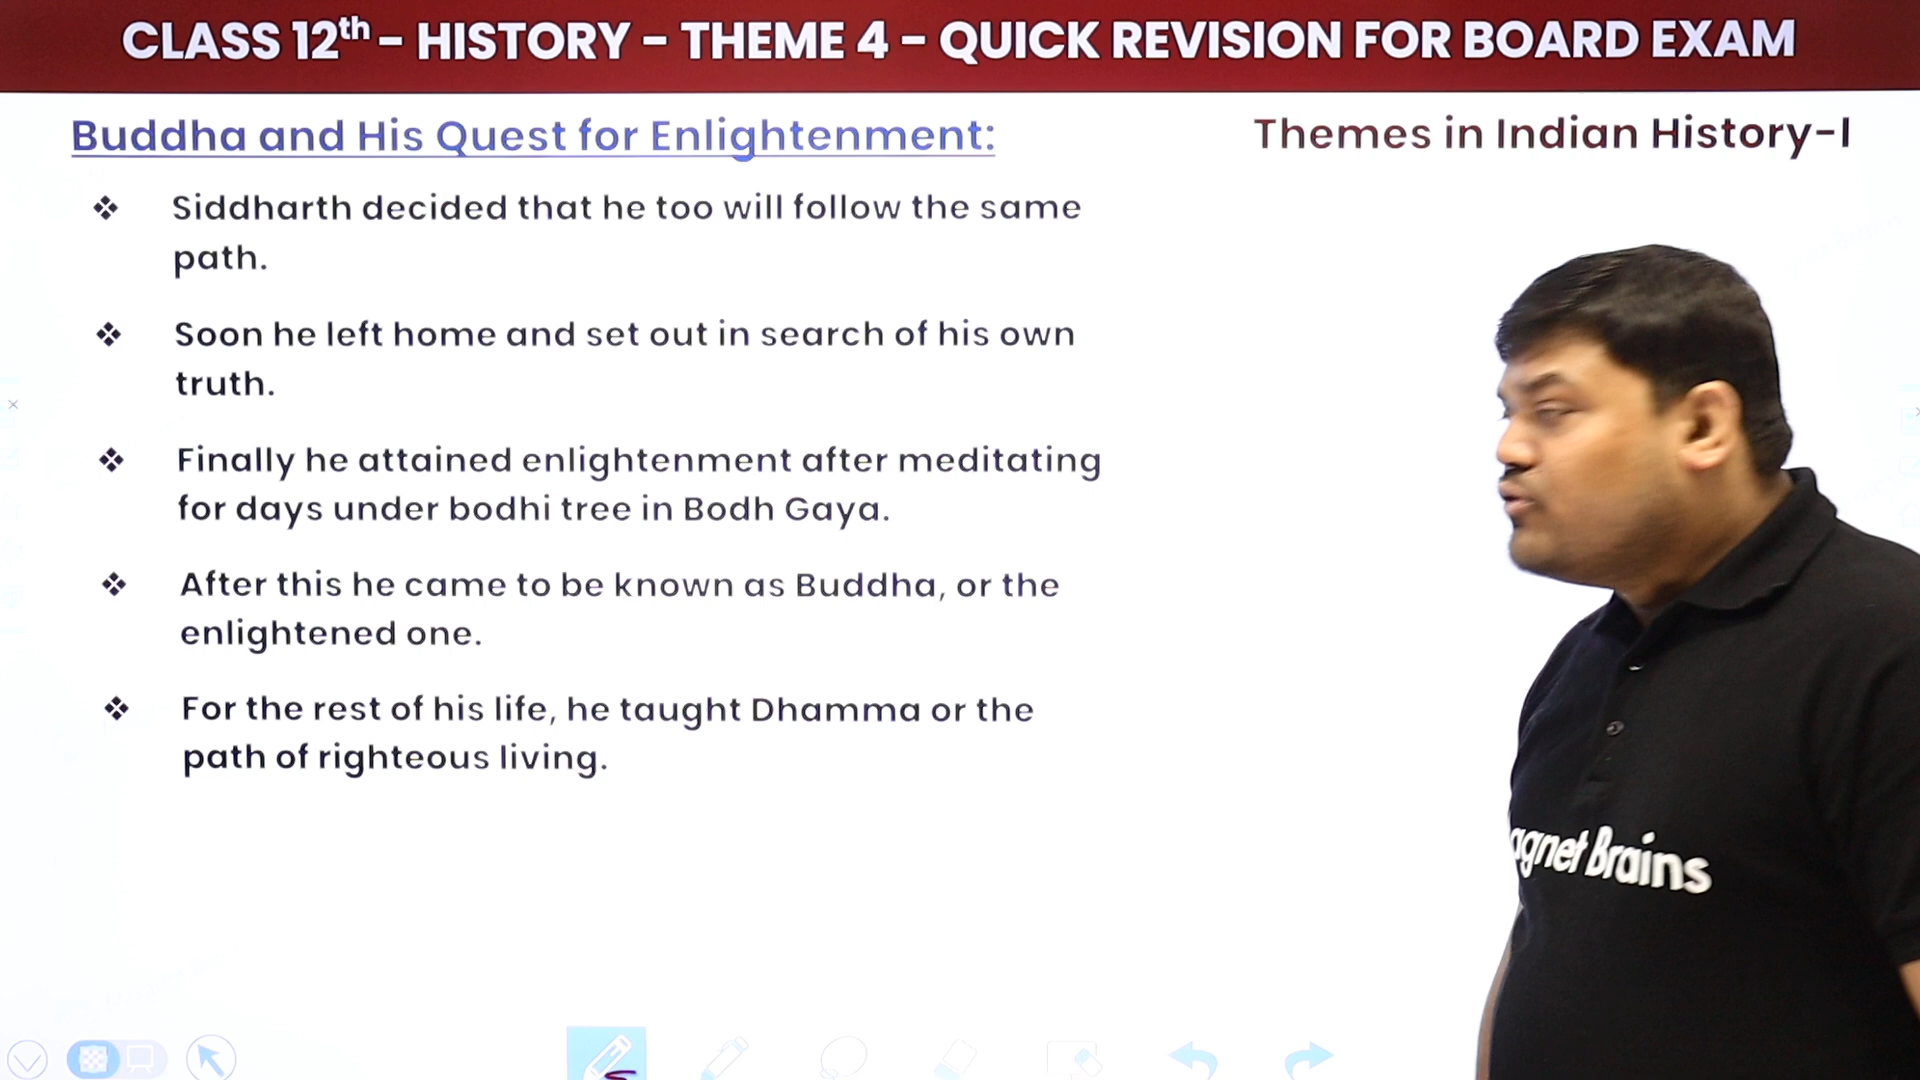 CLASS 12th - HISTORY - THEME 4 - QUICK REVISION FOR BOARD EXAM
Buddha and His Quest for Enlightenment:
Themes in Indian History-I
❖ Siddharth decided that he too will follow the same
path.
❖ Soon he left home and set out in search of his own
truth.
❖ Finally he attained enlightenment after meditating
for days under bodhi tree in Bodh Gaya.
❖ After this he came to be known as Buddha, or the
enlightened one.
❖ For the rest of his life, he taught Dhamma or the
path of righteous living.
agnet Brains